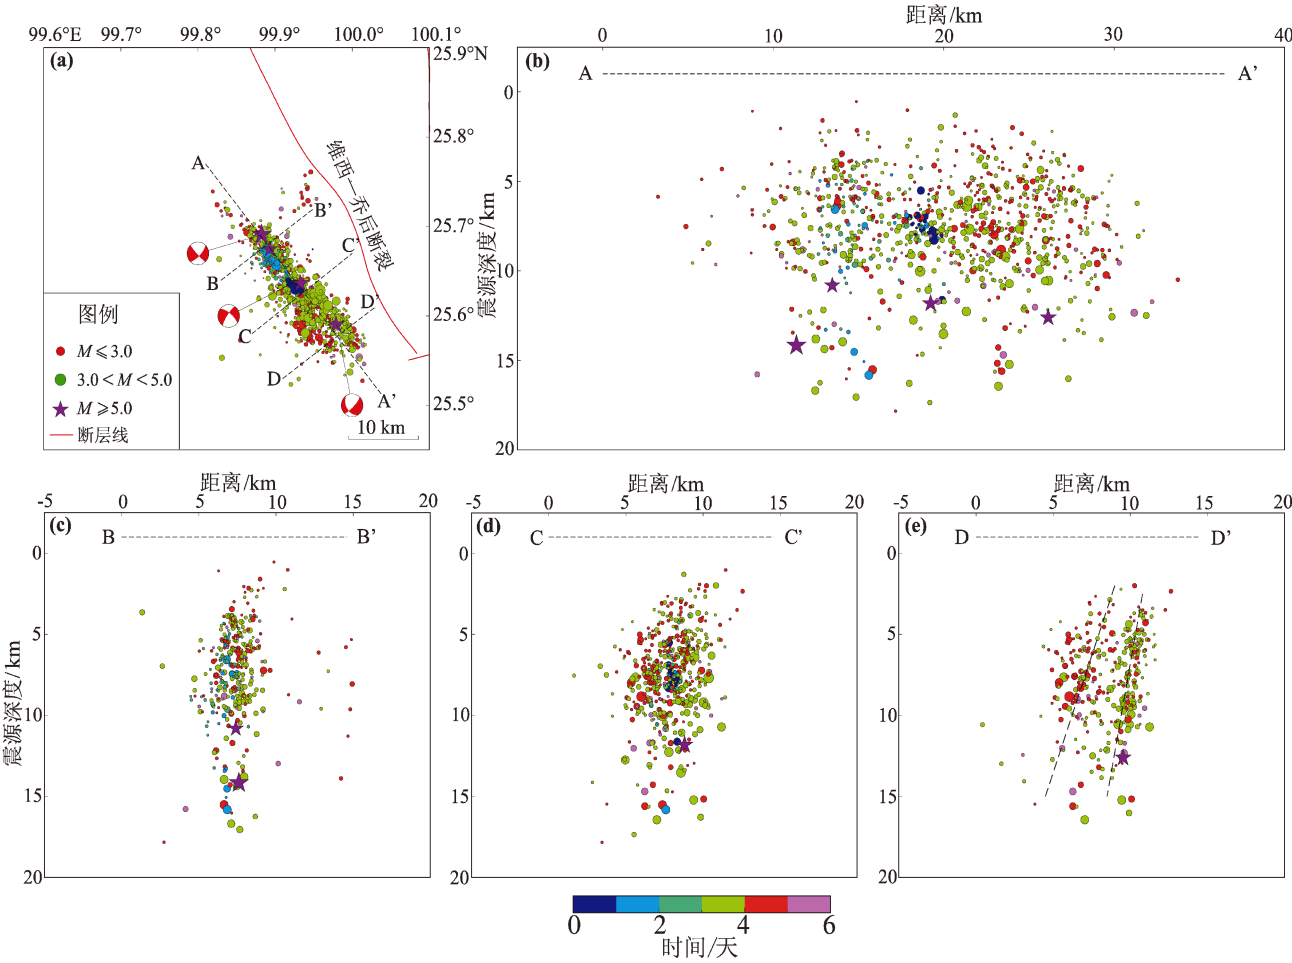 距离/km
99.6°E 99.7° 99.8° 99.9° 100.0° 100.1°
0 10 20 30 40
(a)
25.9°N
25.8°
25.7°
25.6°
25.5°
A
B'
维西—乔后断裂
C'
B
D'
C
D
A'
10 km
图例
M⩽3.0
3.0<M<5.0
M⩾5.0
断层线
(b)
A A'
震源深度/km
0
5
10
15
20
距离/km
-5 0 5 10 15 20
(c)
B B'
震源深度/km
0
5
10
15
20
距离/km
-5 0 5 10 15 20
(d)
C C'
0
5
10
15
20
距离/km
-5 0 5 10 15 20
(e)
D D'
0
5
10
15
20
0 2 4 6
时间/天